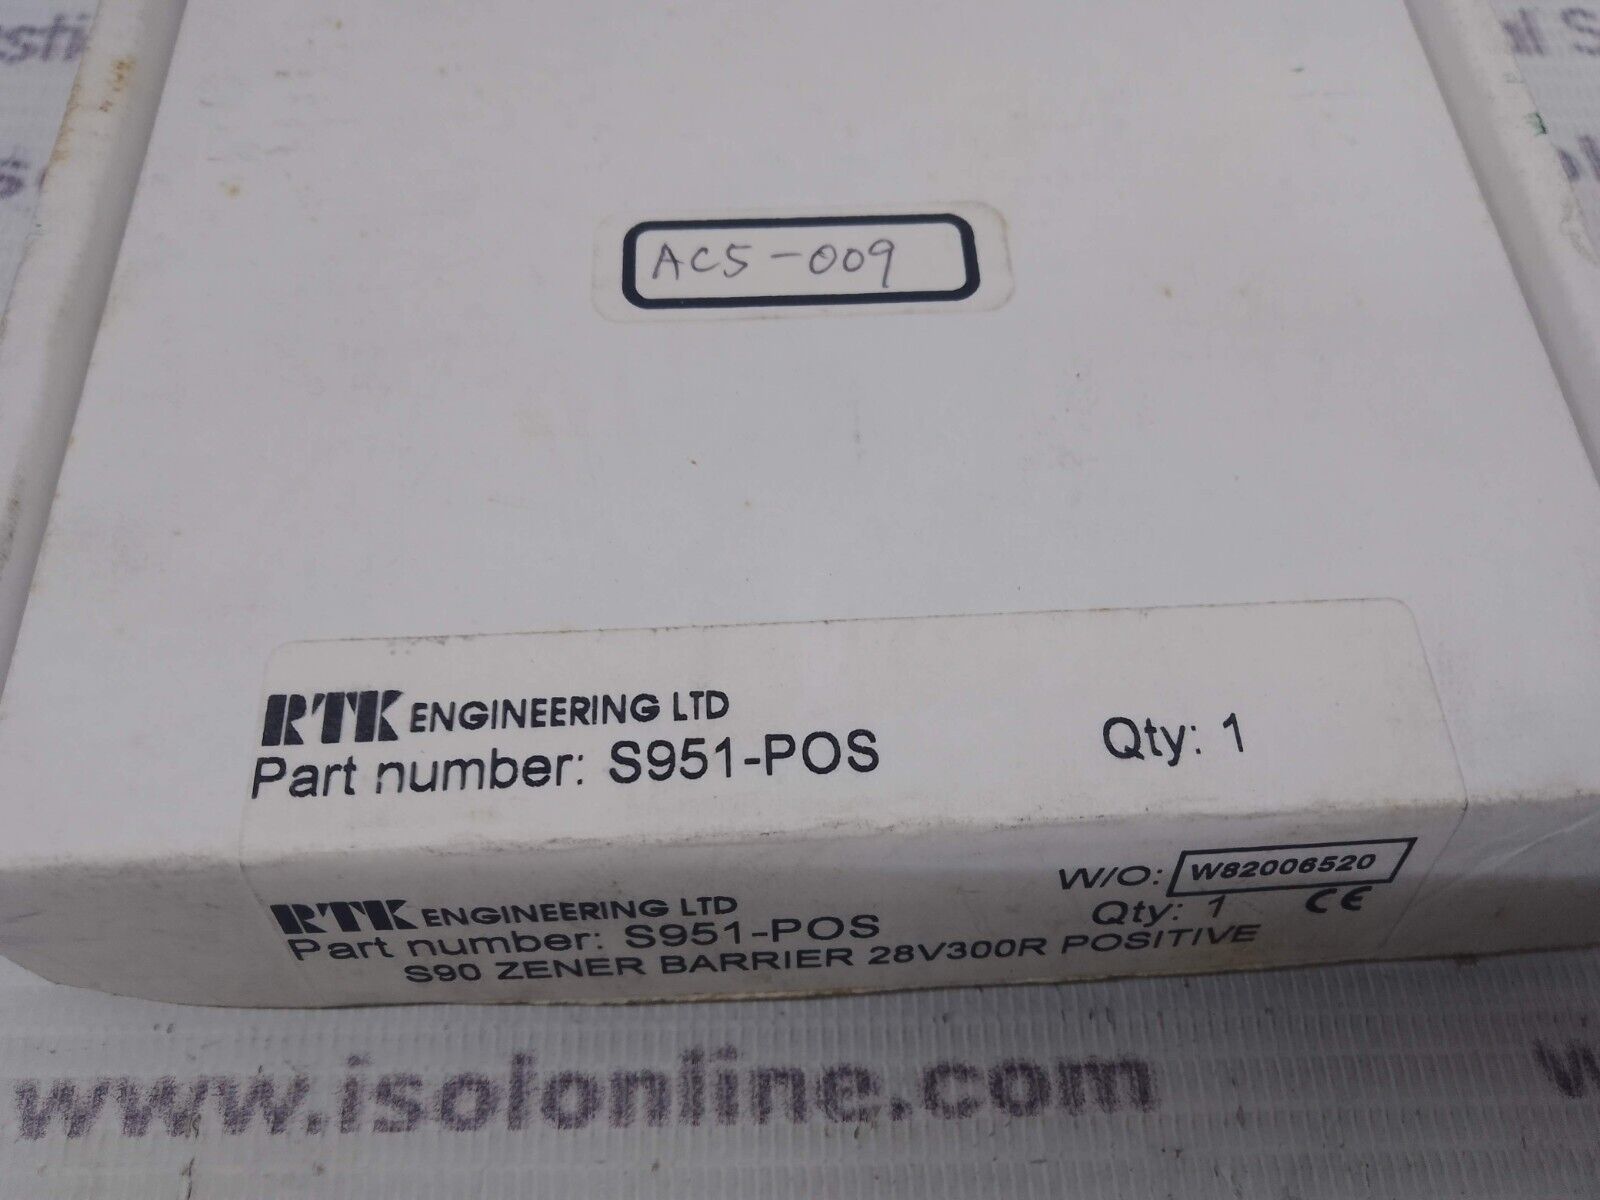 AC5-009
RTK ENGINEERING LTD
Part number: S951-POS
Qty: 1
W/O: W82006520
RTK ENGINEERING LTD
Qty: 1 CE
Part number: S951-POS
S90 ZENER BARRIER 28V300R POSITIVE
www.isolonline.com